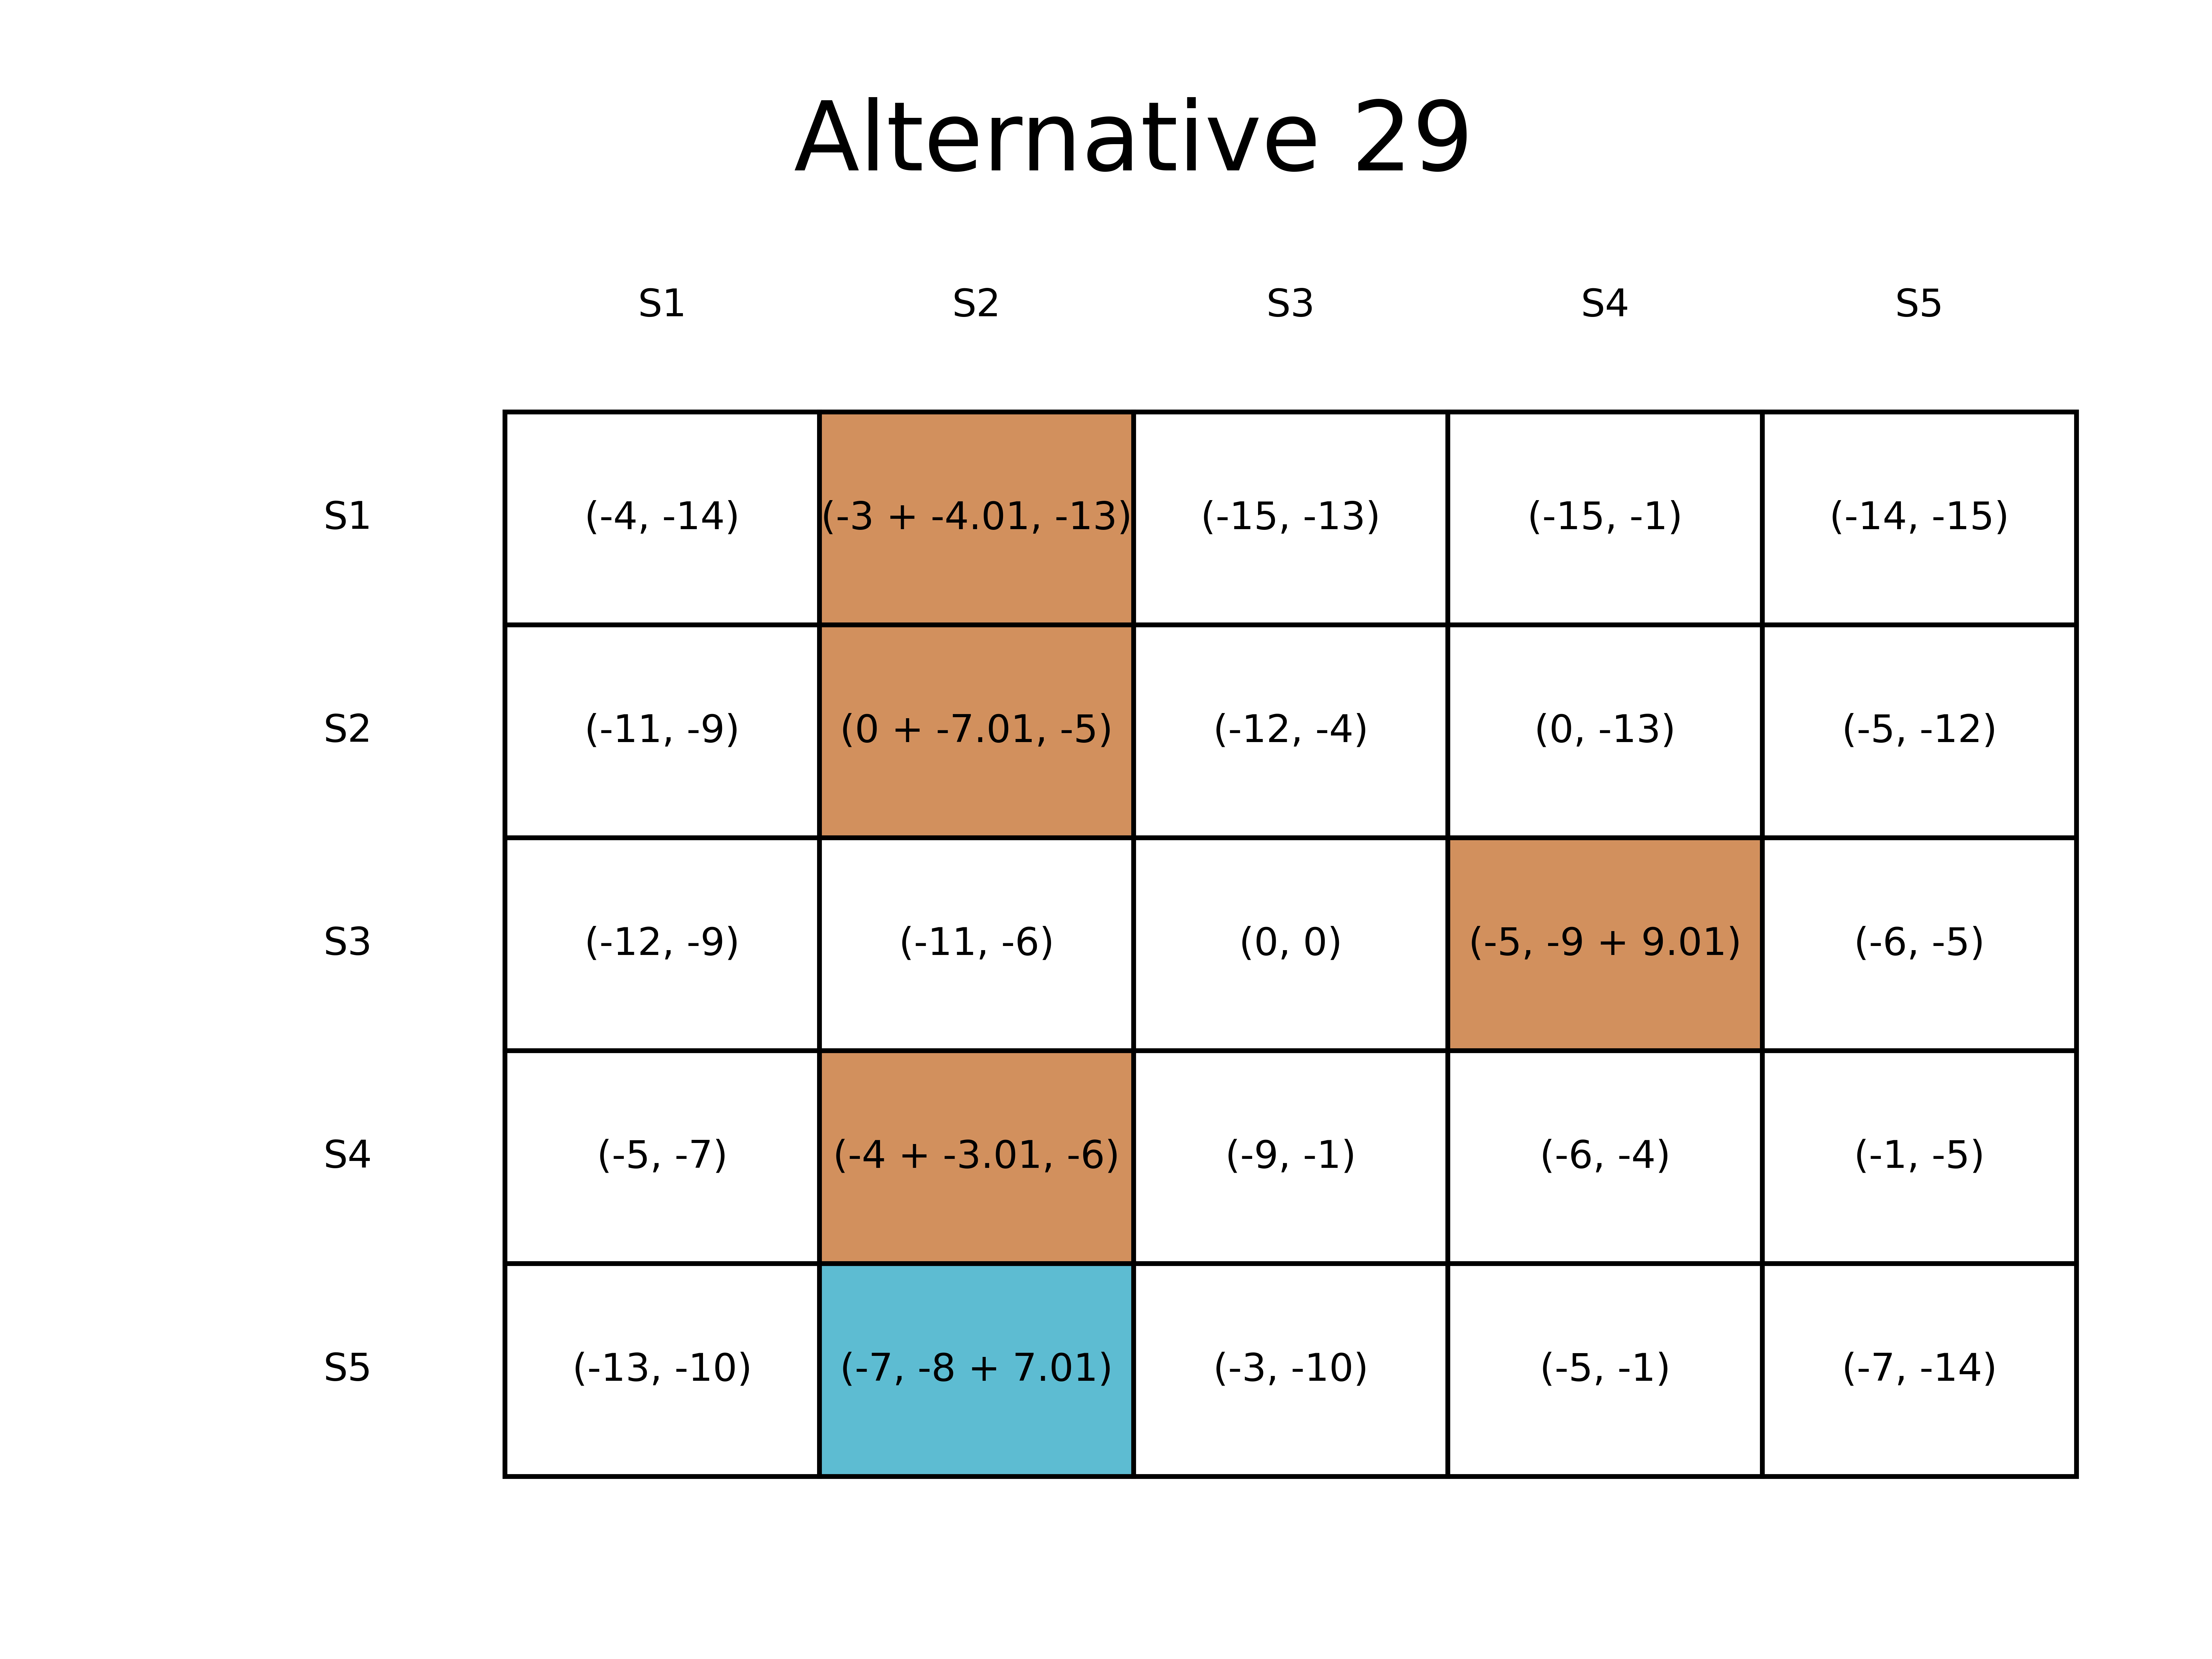 Alternative 29
S1 S2 S3 S4 S5
S1 (-4, -14) (-3 + -4.01, -13) (-15, -13) (-15, -1) (-14, -15)
S2 (-11, -9) (0 + -7.01, -5) (-12, -4) (0, -13) (-5, -12)
S3 (-12, -9) (-11, -6) (0, 0) (-5, -9 + 9.01) (-6, -5)
S4 (-5, -7) (-4 + -3.01, -6) (-9, -1) (-6, -4) (-1, -5)
S5 (-13, -10) (-7, -8 + 7.01) (-3, -10) (-5, -1) (-7, -14)